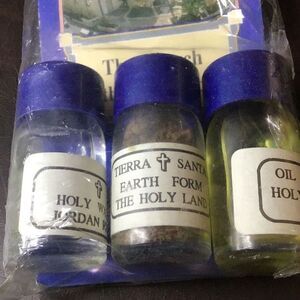 HOLY
JORDAN
TIERRA SANTA
EARTH FORM
THE HOLY LAND
OIL
HOLY